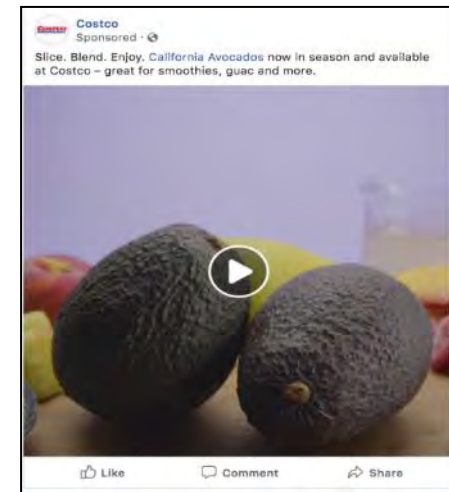 Costco
Costco
Sponsored ·
Slice. Blend. Enjoy. California Avocados now in season and available
at Costco – great for smoothies, guac and more.
Like Comment Share